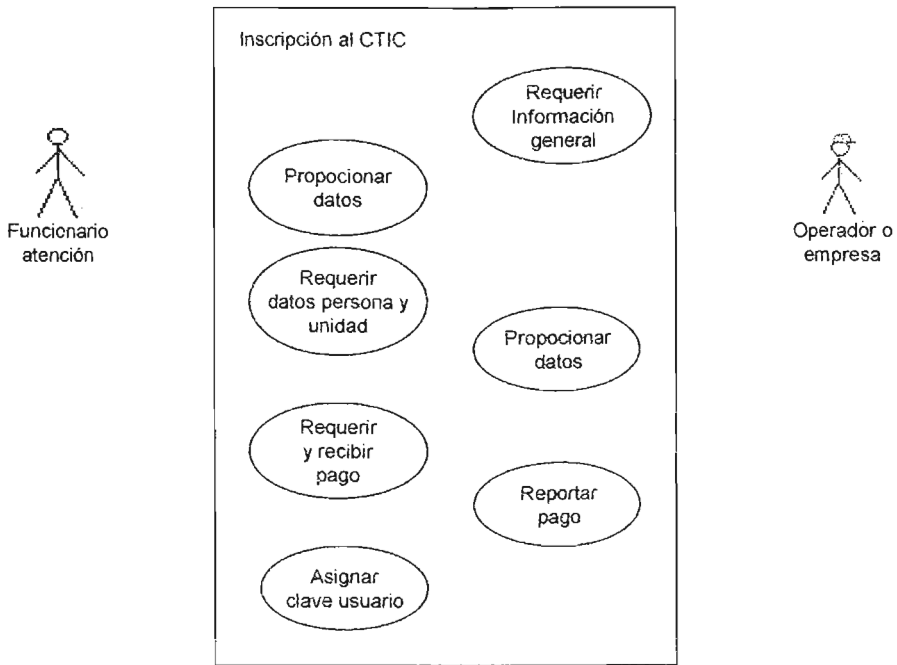 Inscripción al CTIC
Requerir
Información
general
Propocionar
datos
Funcionario
atención
Operador o
empresa
Requerir
datos persona y
unidad
Propocionar
datos
Requerir
y recibir
pago
Reportar
pago
Asignar
clave usuario